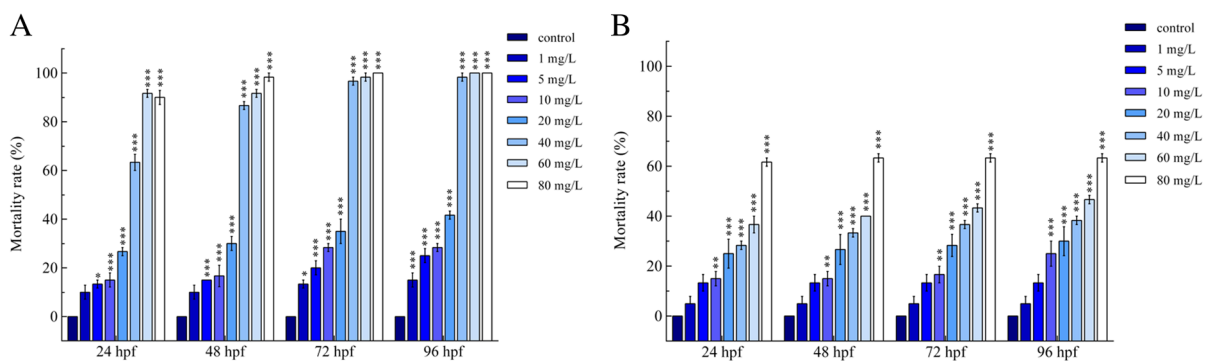 A
Mortality rate (%)
100
80
60
40
20
0
24 hpf 48 hpf 72 hpf 96 hpf
* *** *** *** *** ***
*** *** *** *** *** ***
* *** *** *** *** *** ***
*** *** *** *** *** *** ***
control
1 mg/L
5 mg/L
10 mg/L
20 mg/L
40 mg/L
60 mg/L
80 mg/L
B
Mortality rate (%)
100
80
60
40
20
0
24 hpf 48 hpf 72 hpf 96 hpf
** *** *** *** ***
** *** *** *** ***
** *** *** *** ***
*** *** *** *** ***
control
1 mg/L
5 mg/L
10 mg/L
20 mg/L
40 mg/L
60 mg/L
80 mg/L